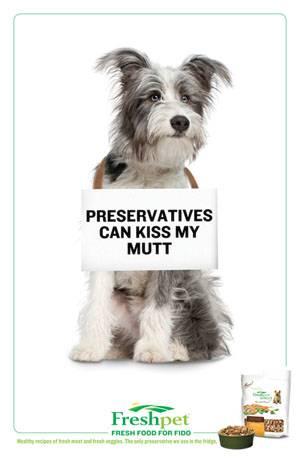 PRESERVATIVES
CAN KISS MY
MUTT
Freshpet
FRESH FOOD FOR FIDO
Healthy recipes of fresh meat and fresh veggies. The only preservative we use is the fridge.